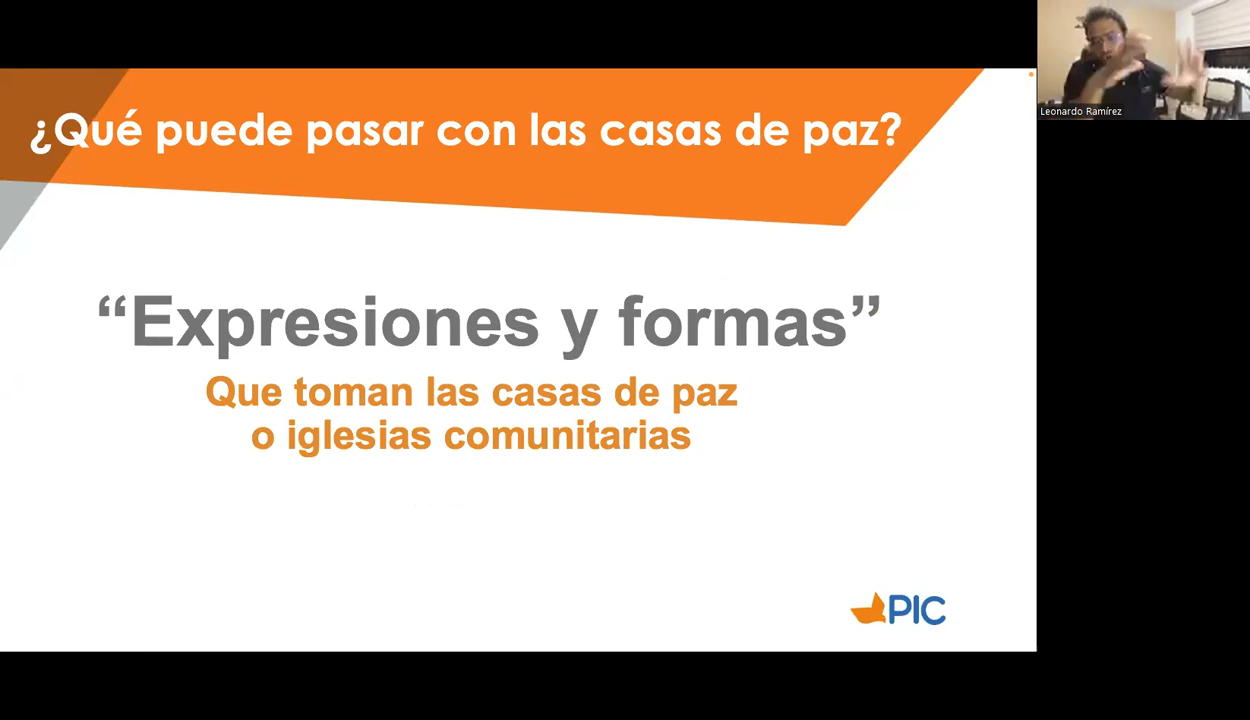 ¿Qué puede pasar con las casas de paz?
“Expresiones y formas”
Que toman las casas de paz
o iglesias comunitarias
PIC
Leonardo Ramírez